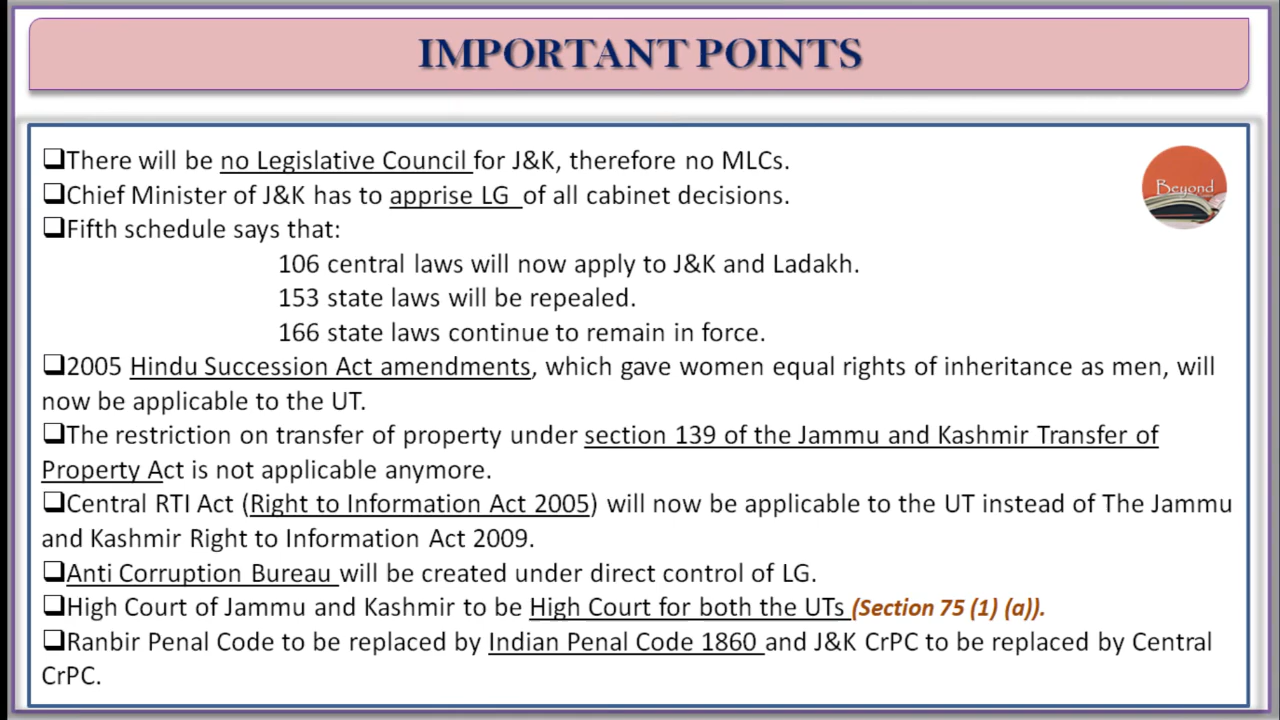 IMPORTANT POINTS
❑There will be no Legislative Council for J&K, therefore no MLCs.
Beyond
❑Chief Minister of J&K has to apprise LG of all cabinet decisions.
❑Fifth schedule says that:
106 central laws will now apply to J&K and Ladakh.
153 state laws will be repealed.
166 state laws continue to remain in force.
❑2005 Hindu Succession Act amendments, which gave women equal rights of inheritance as men, will
now be applicable to the UT.
❑The restriction on transfer of property under section 139 of the Jammu and Kashmir Transfer of
Property Act is not applicable anymore.
❑Central RTI Act (Right to Information Act 2005) will now be applicable to the UT instead of The Jammu
and Kashmir Right to Information Act 2009.
❑Anti Corruption Bureau will be created under direct control of LG.
❑High Court of Jammu and Kashmir to be High Court for both the UTs (Section 75 (1) (a)).
❑Ranbir Penal Code to be replaced by Indian Penal Code 1860 and J&K CrPC to be replaced by Central
CrPC.